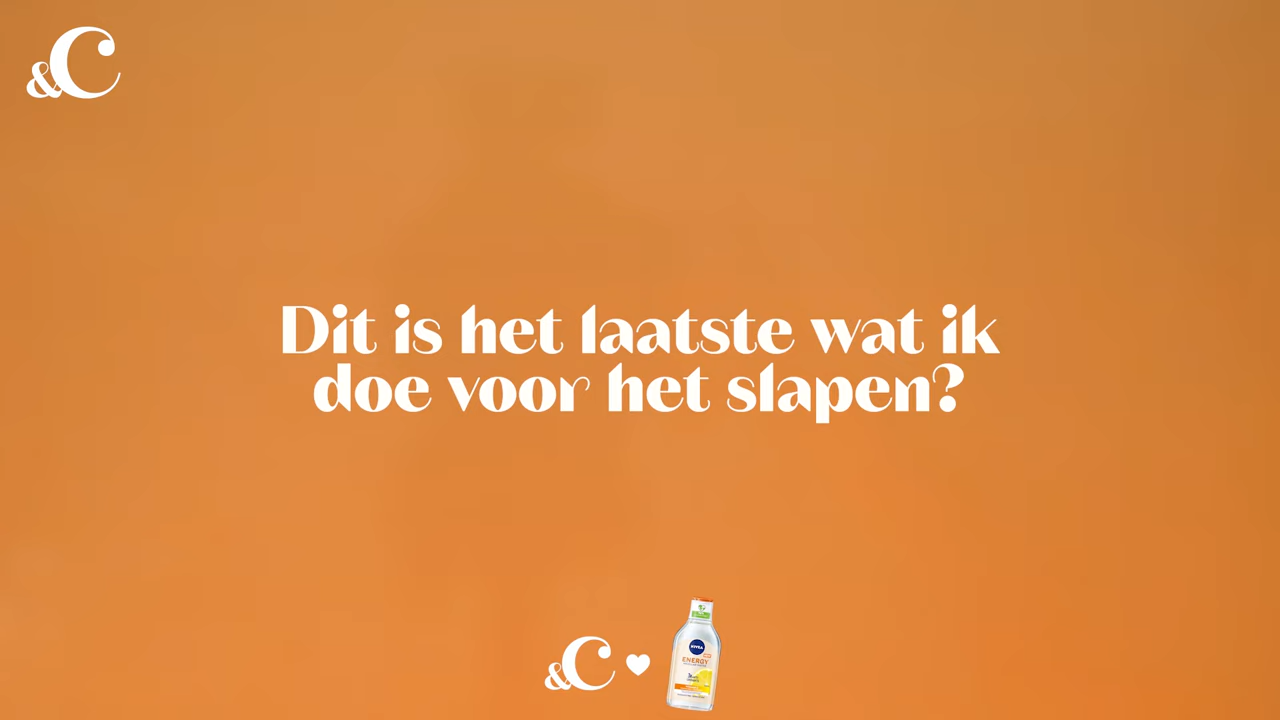 &C
Dit is het laatste wat ik
doe voor het slapen?
&C
NIVEA
ENERGY